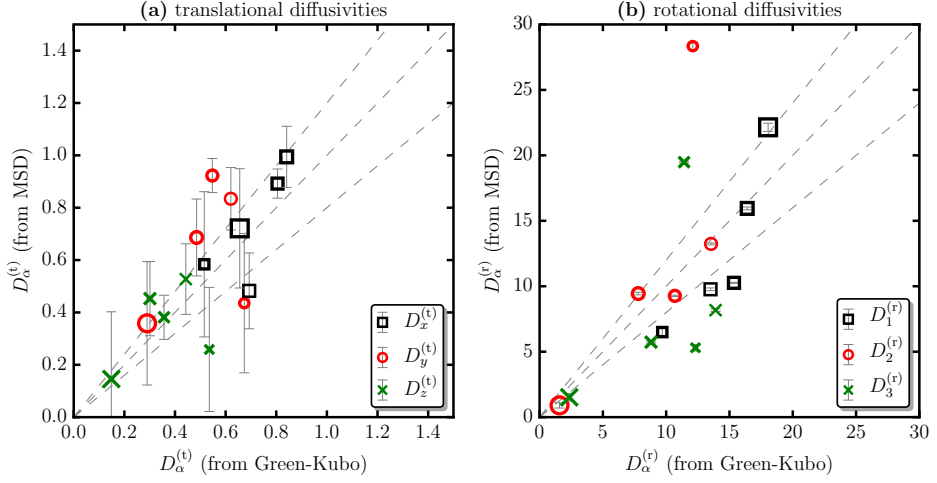 (a) translational diffusivities
1.4
1.2
1.0
0.8
0.6
0.4
0.2
0.0
0.0 0.2 0.4 0.6 0.8 1.0 1.2 1.4
D_α^(t) (from MSD)
D_α^(t) (from Green-Kubo)
D_x^(t)
D_y^(t)
D_z^(t)
(b) rotational diffusivities
30
25
20
15
10
5
0
0 5 10 15 20 25 30
D_α^(r) (from MSD)
D_α^(r) (from Green-Kubo)
D_1^(r)
D_2^(r)
D_3^(r)